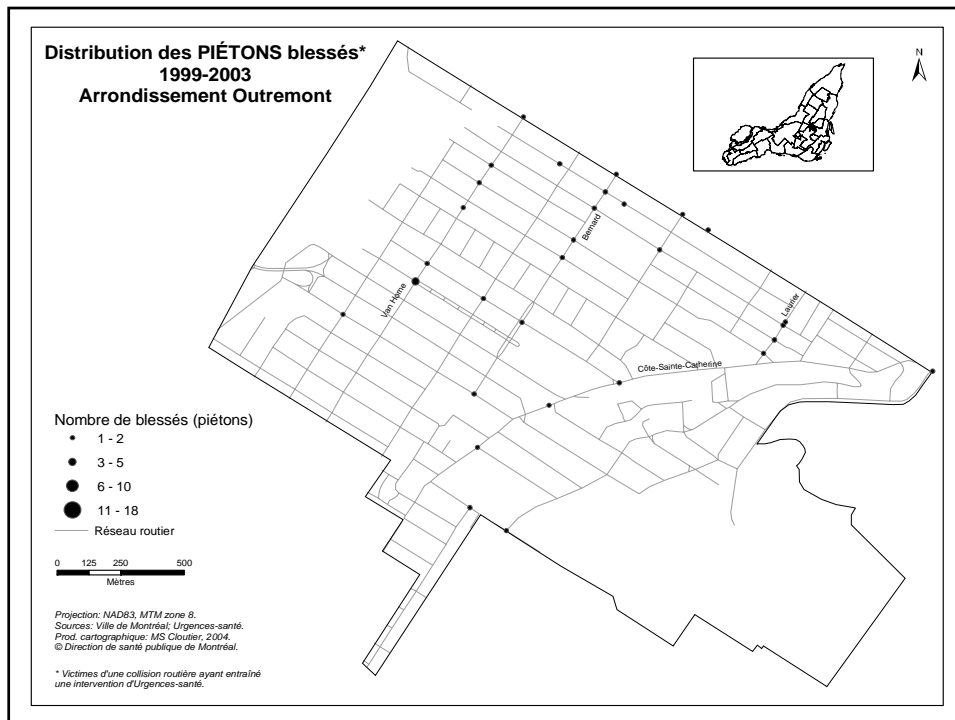 Distribution des PIÉTONS blessés*
1999-2003
Arrondissement Outremont
N
Bernard
Van Horne
Laurier
Côte-Sainte-Catherine
Nombre de blessés (piétons)
1 - 2
3 - 5
6 - 10
11 - 18
Réseau routier
0 125 250 500
Mètres
Projection: NAD83, MTM zone 8.
Sources: Ville de Montréal; Urgences-santé.
Prod. cartographique: MS Cloutier, 2004.
© Direction de santé publique de Montréal.
* Victimes d'une collision routière ayant entraîné
une intervention d'Urgences-santé.